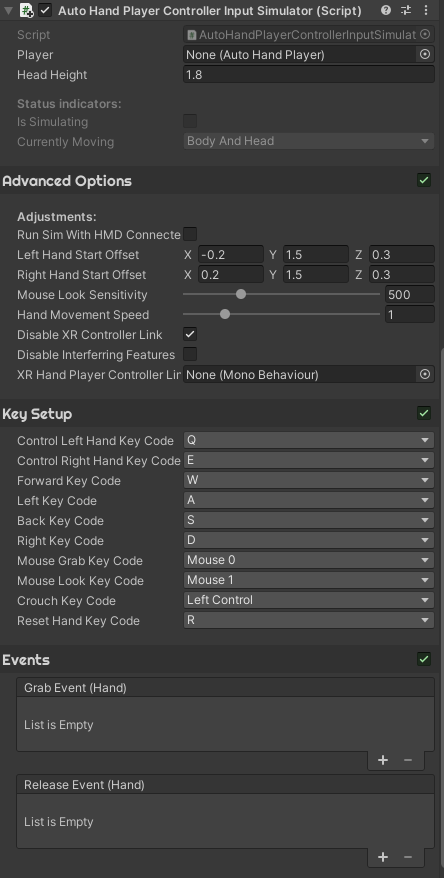 Auto Hand Player Controller Input Simulator (Script)
Script AutoHandPlayerControllerInputSimulat
Player None (Auto Hand Player)
Head Height 1.8
Status indicators:
Is Simulating
Currently Moving Body And Head
Advanced Options
Adjustments:
Run Sim With HMD Connecte
Left Hand Start Offset X -0.2 Y 1.5 Z 0.3
Right Hand Start Offset X 0.2 Y 1.5 Z 0.3
Mouse Look Sensitivity 500
Hand Movement Speed 1
Disable XR Controller Link
Disable Interferring Features
XR Hand Player Controller Lin None (Mono Behaviour)
Key Setup
Control Left Hand Key Code Q
Control Right Hand Key Code E
Forward Key Code W
Left Key Code A
Back Key Code S
Right Key Code D
Mouse Grab Key Code Mouse 0
Mouse Look Key Code Mouse 1
Crouch Key Code Left Control
Reset Hand Key Code R
Events
Grab Event (Hand)
List is Empty
+ −
Release Event (Hand)
List is Empty
+ −